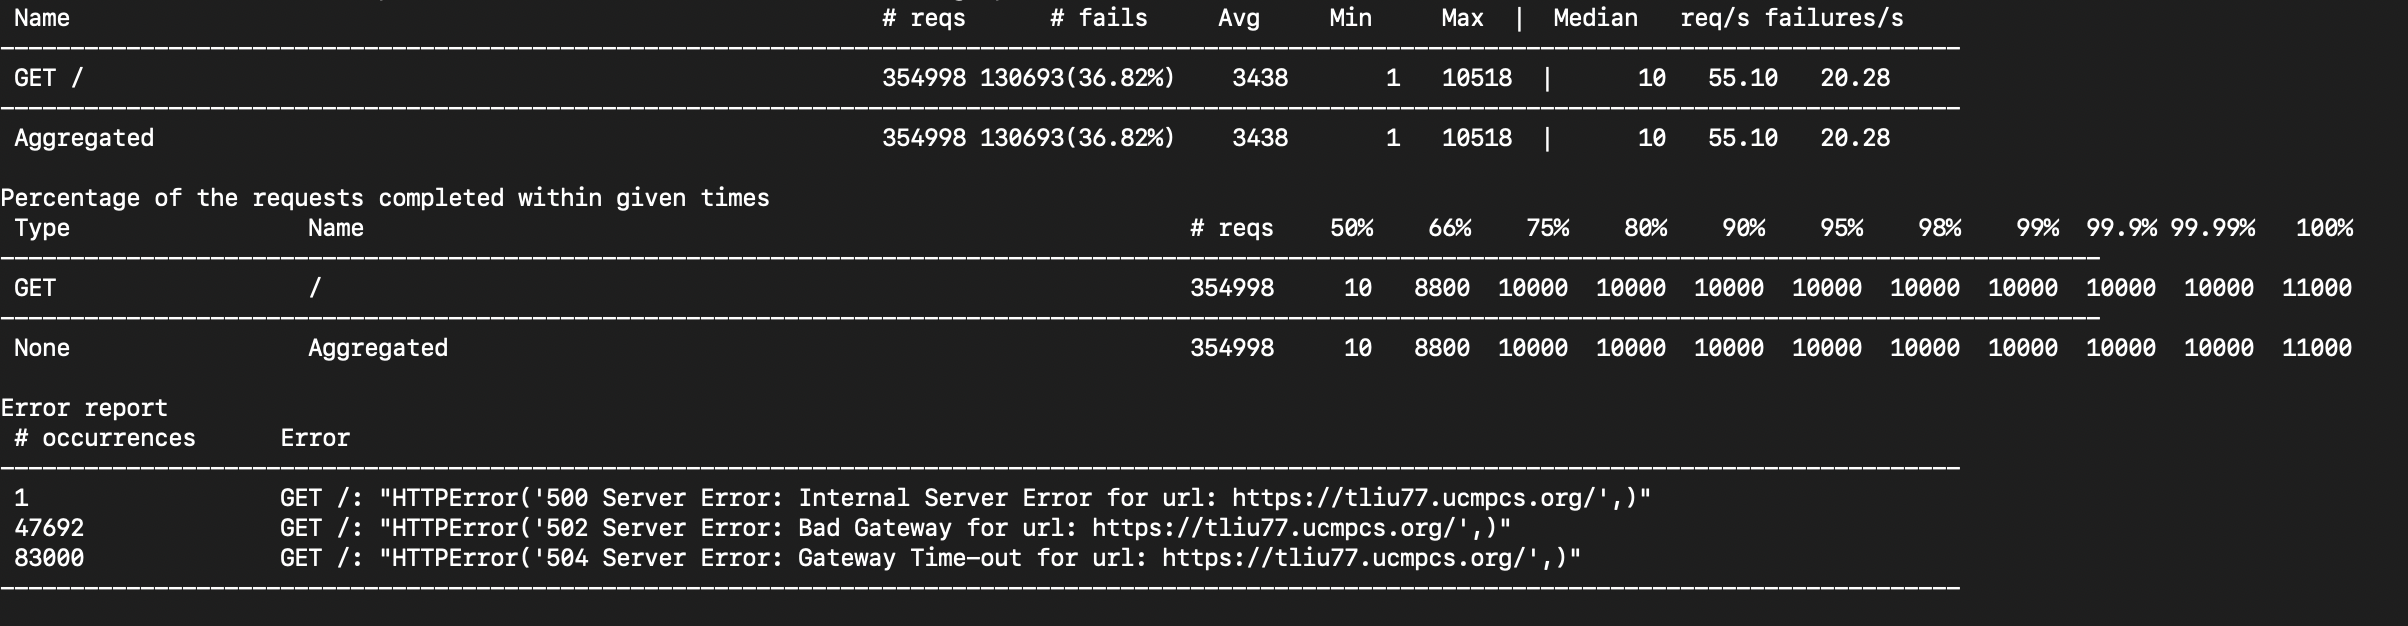 Name # reqs # fails Avg Min Max | Median req/s failures/s
GET / 354998 130693(36.82%) 3438 1 10518 | 10 55.10 20.28
Aggregated 354998 130693(36.82%) 3438 1 10518 | 10 55.10 20.28
Percentage of the requests completed within given times
Type Name # reqs 50% 66% 75% 80% 90% 95% 98% 99% 99.9% 99.99% 100%
GET / 354998 10 8800 10000 10000 10000 10000 10000 10000 10000 10000 11000
None Aggregated 354998 10 8800 10000 10000 10000 10000 10000 10000 10000 10000 11000
Error report
# occurrences Error
1 GET /: "HTTPError('500 Server Error: Internal Server Error for url: https://tliu77.ucmpcs.org/',)"
47692 GET /: "HTTPError('502 Server Error: Bad Gateway for url: https://tliu77.ucmpcs.org/',)"
83000 GET /: "HTTPError('504 Server Error: Gateway Time-out for url: https://tliu77.ucmpcs.org/',)"